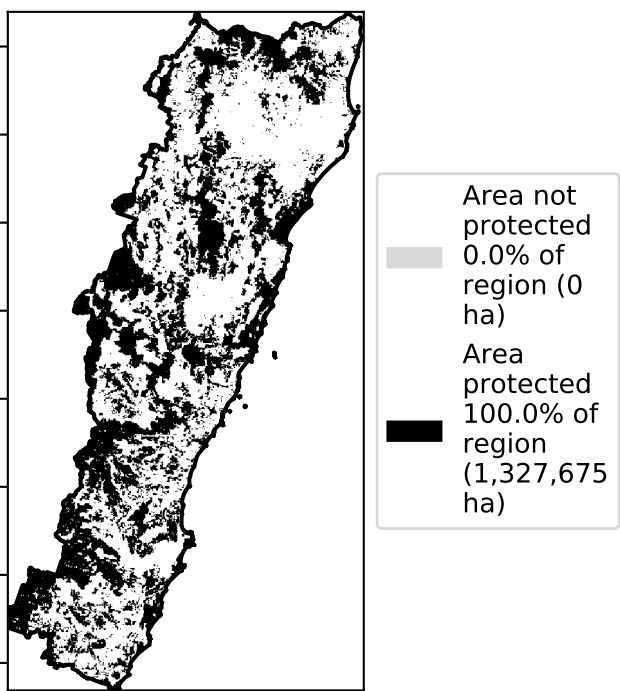 Area not
protected
0.0% of
region (0
ha)
Area
protected
100.0% of
region
(1,327,675
ha)